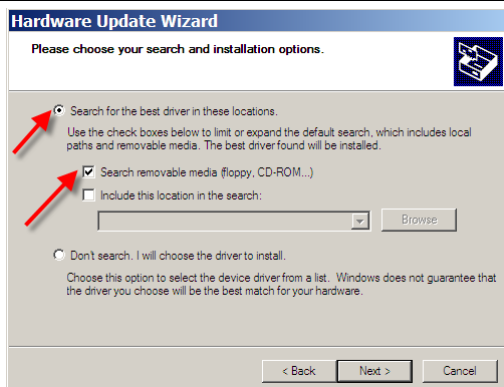 Hardware Update Wizard
Please choose your search and installation options.
Search for the best driver in these locations.
Use the check boxes below to limit or expand the default search, which includes local
paths and removable media. The best driver found will be installed.
Search removable media (floppy, CD-ROM...)
Include this location in the search:
Browse
Don't search. I will choose the driver to install.
Choose this option to select the device driver from a list. Windows does not guarantee that
the driver you choose will be the best match for your hardware.
< Back Next > Cancel